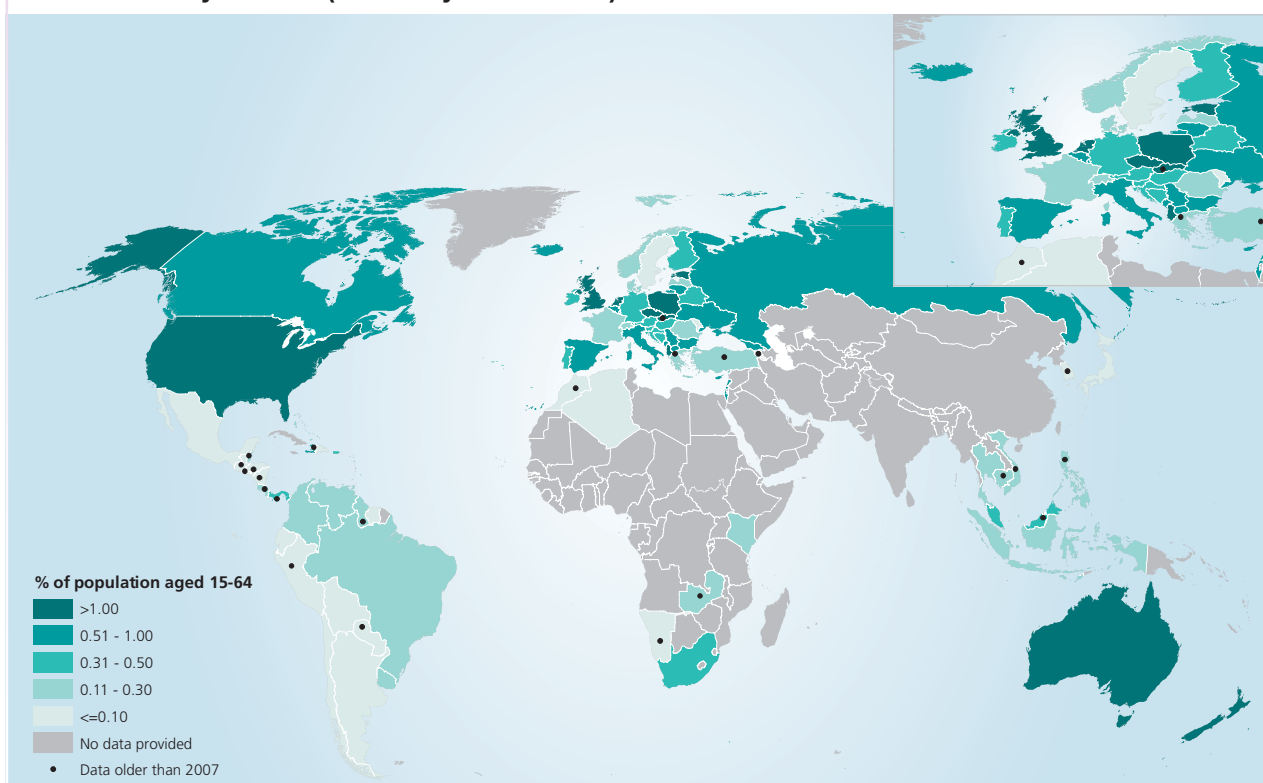 % of population aged 15-64
>1.00
0.51 - 1.00
0.31 - 0.50
0.11 - 0.30
<=0.10
No data provided
Data older than 2007